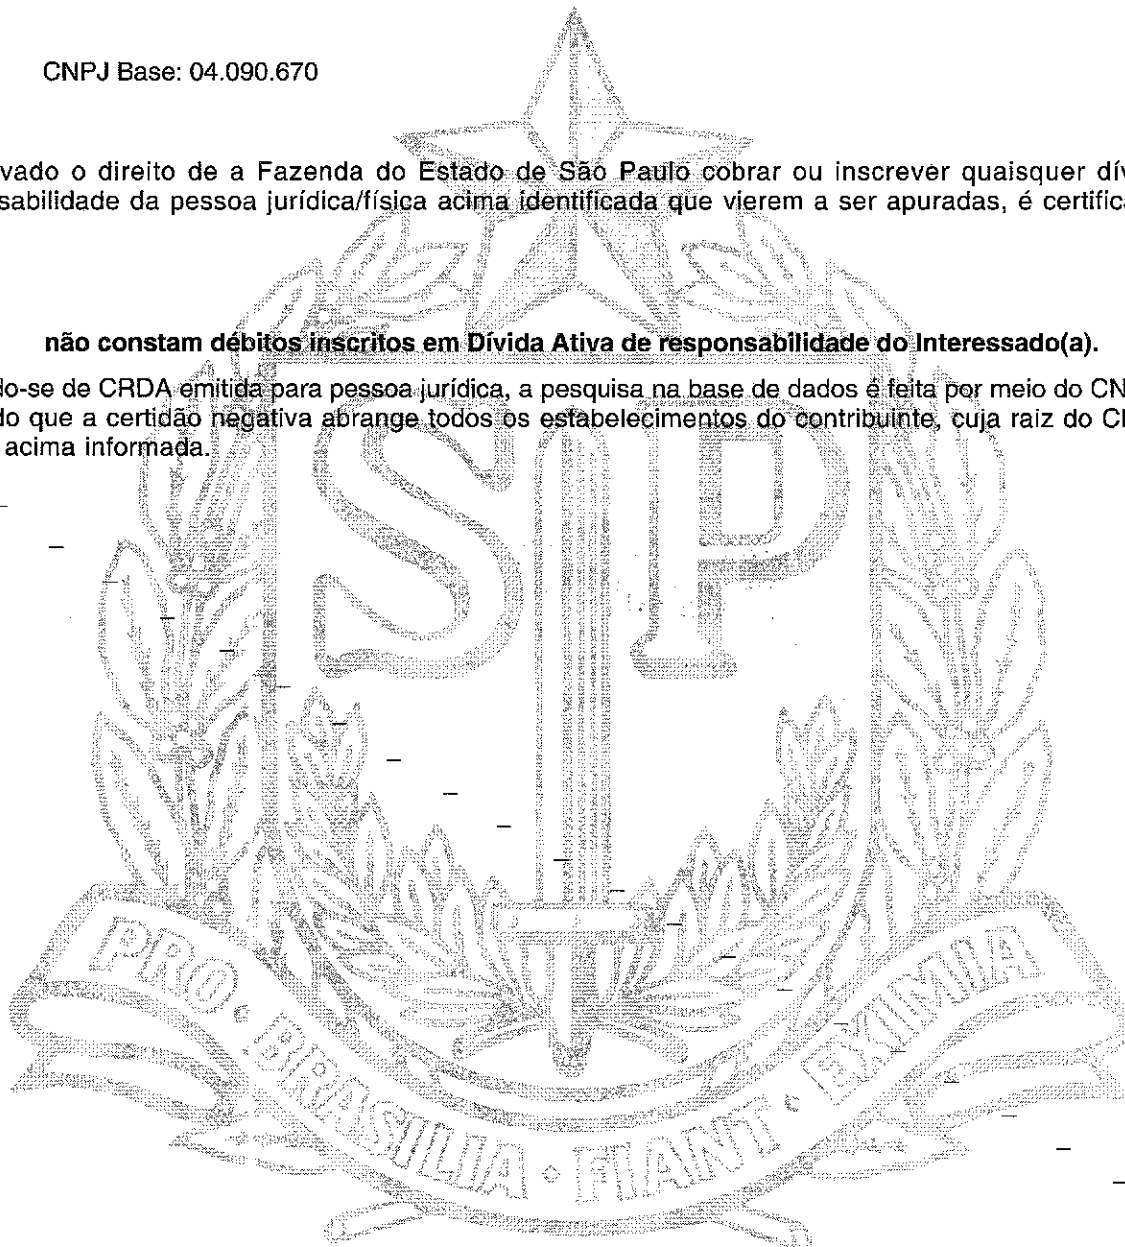 CNPJ Base: 04.090.670
vado o direito de a Fazenda do Estado de São Paulo cobrar ou inscrever quaisquer dív
sabilidade da pessoa jurídica/física acima identificada que vierem a ser apuradas, é certifica
não constam débitos inscritos em Dívida Ativa de responsabilidade do Interessado(a).
do-se de CRDA emitida para pessoa jurídica, a pesquisa na base de dados é feita por meio do CN
do que a certidão negativa abrange todos os estabelecimentos do contribuinte, cuja raiz do C
acima informada.
SP
PRO · BRASILIA · FIANT · EXIMIA